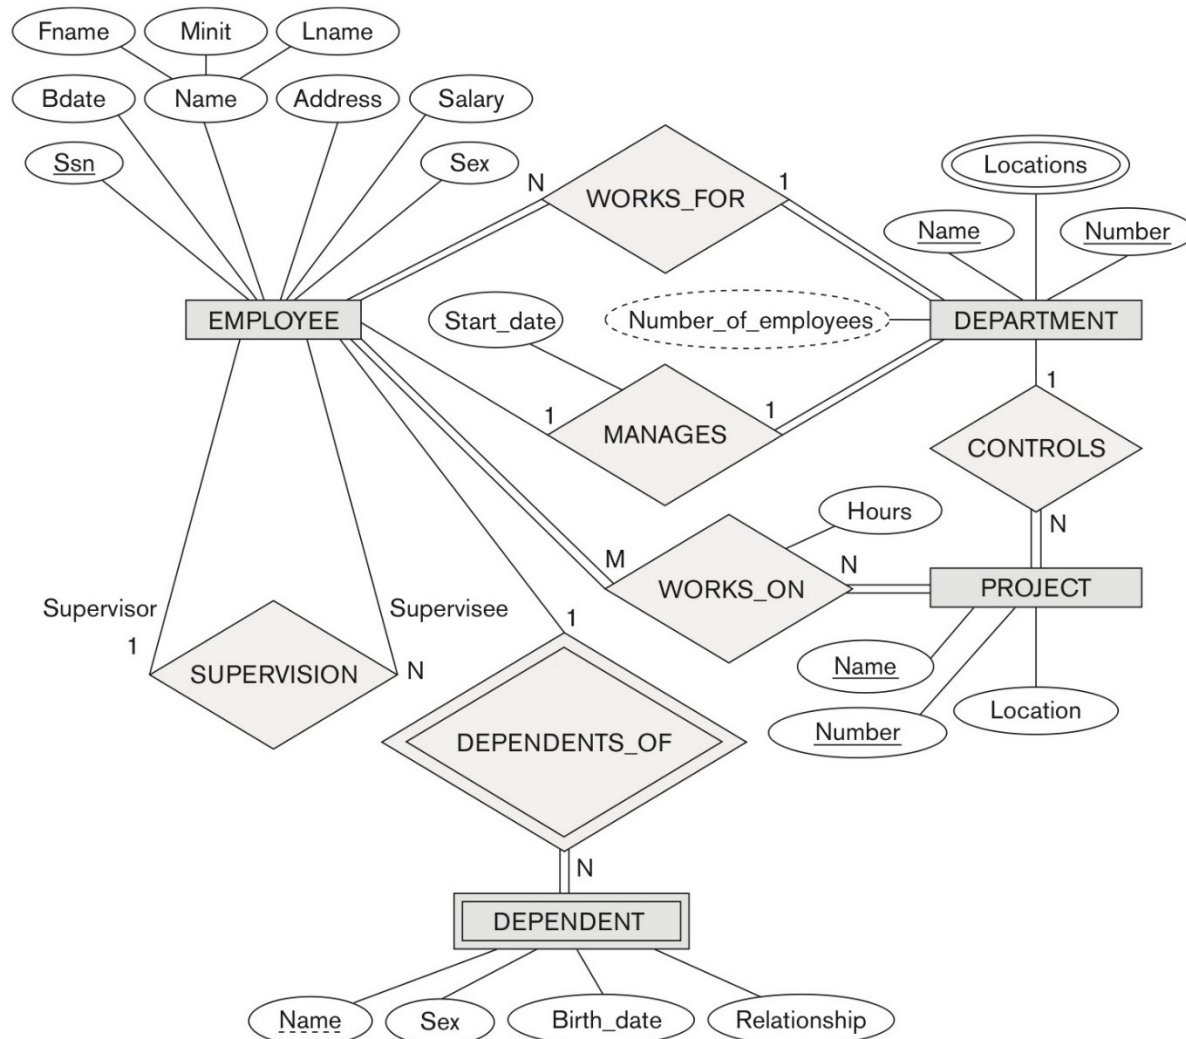 Fname
Minit
Lname
Bdate
Name
Address
Salary
Ssn
Sex
N
WORKS_FOR
1
Locations
Name
Number
EMPLOYEE
Start_date
Number_of_employees
DEPARTMENT
1
MANAGES
1
1
CONTROLS
N
Hours
M
WORKS_ON
N
PROJECT
Supervisor
1
Supervisee
N
SUPERVISION
1
Name
Number
Location
DEPENDENTS_OF
N
DEPENDENT
Name
Sex
Birth_date
Relationship